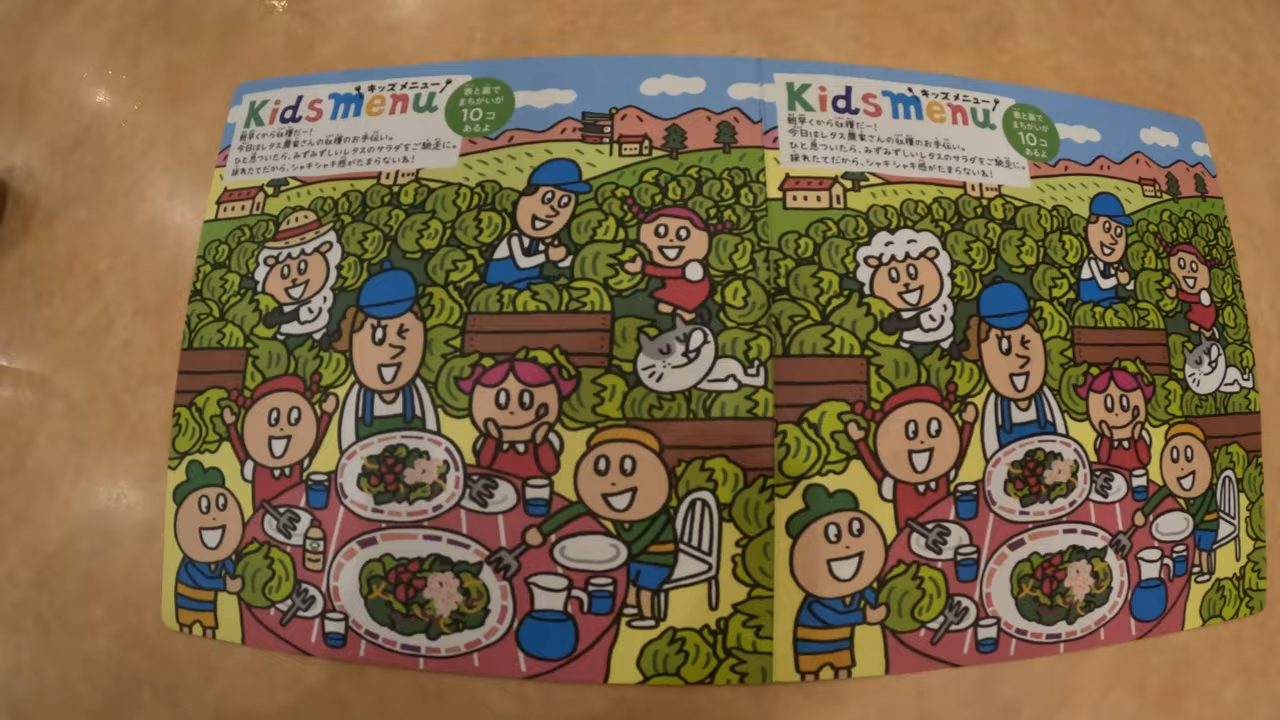 キッズメニュー
Kidsmenu
表と裏で
まちがいが
10コ
あるよ
朝早くから収穫だー!
今日はレタス農家さんの収穫のお手伝い。
ひと息ついたら、みずみずしいレタスのサラダをご馳走に。
採れたてだから、シャキシャキ感がたまらないね!
キッズメニュー
Kidsmenu
表と裏で
まちがいが
10コ
あるよ
朝早くから収穫だー!
今日はレタス農家さんの収穫のお手伝い。
ひと息ついたら、みずみずしいレタスのサラダをご馳走に。
採れたてだから、シャキシャキ感がたまらないね!